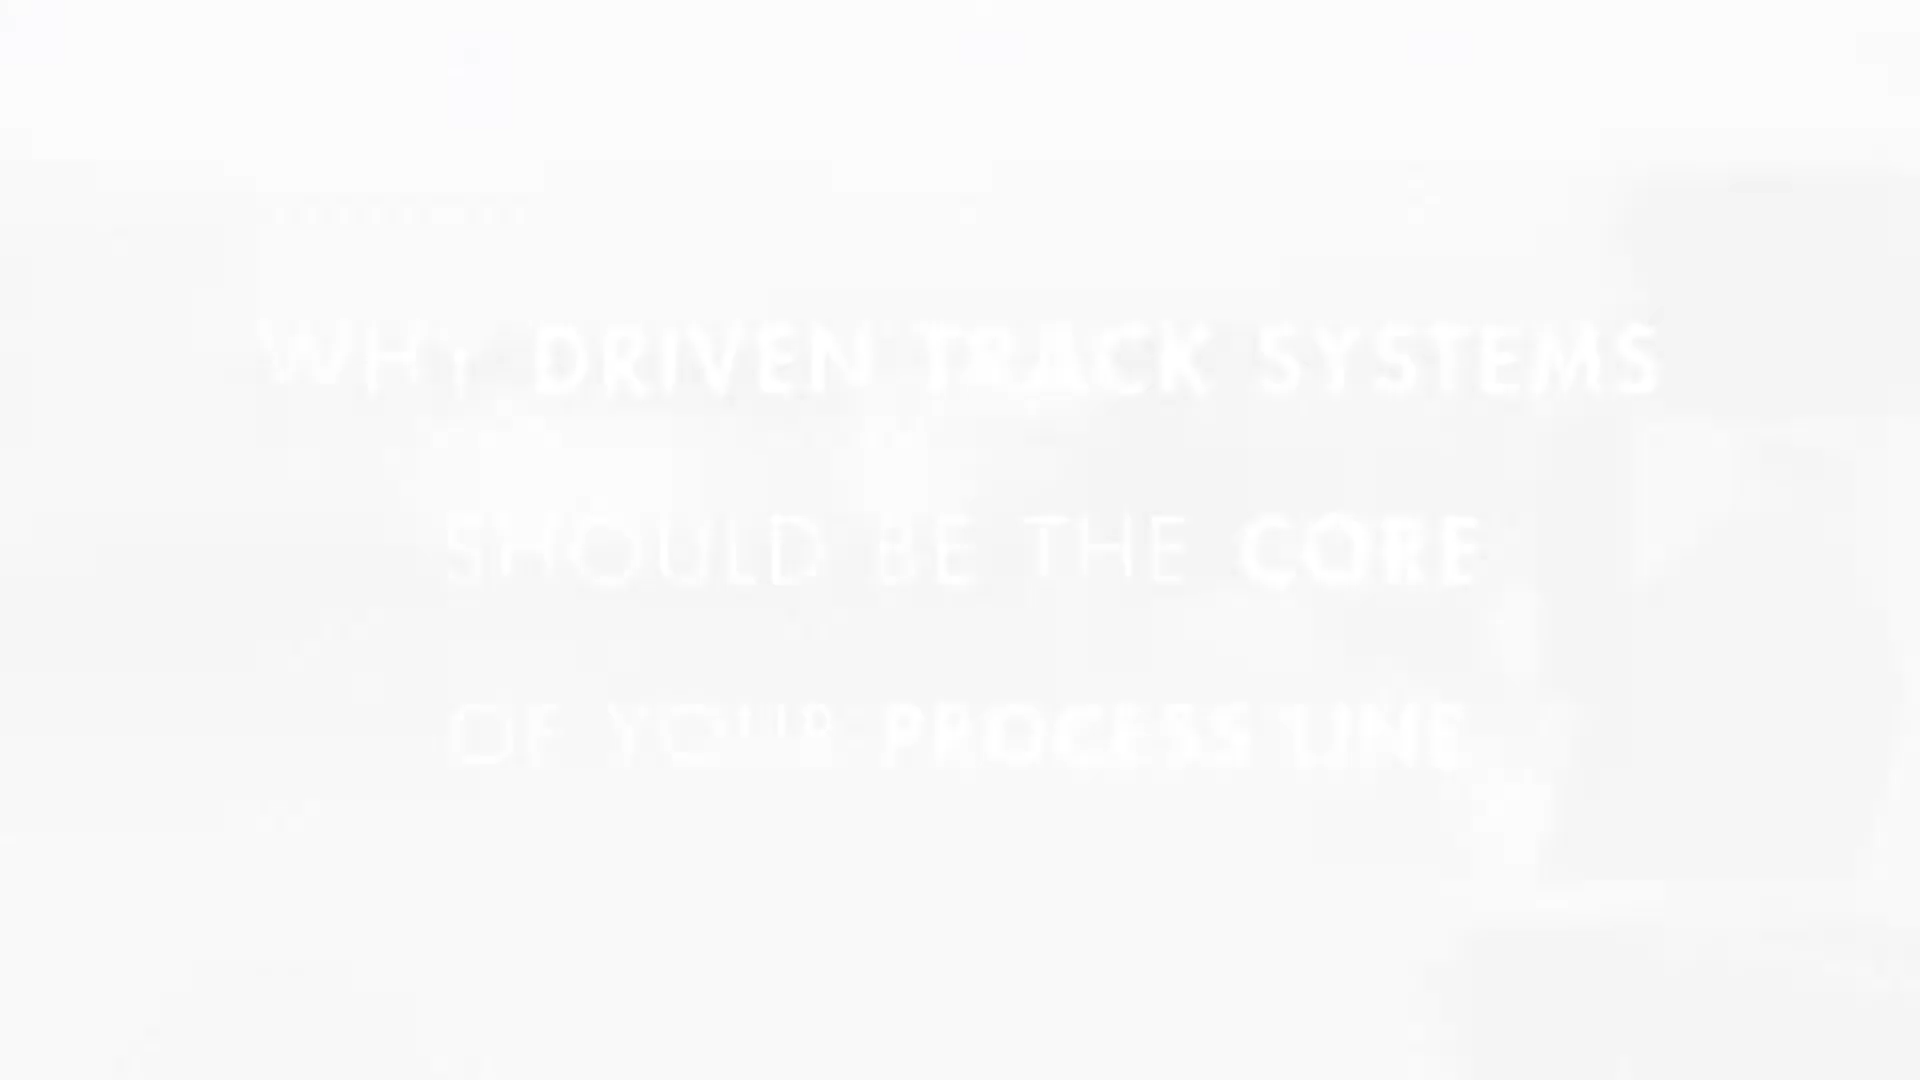 WHY DRIVEN TRACK SYSTEMS
SHOULD BE THE CORE
OF YOUR PROCESS LINE